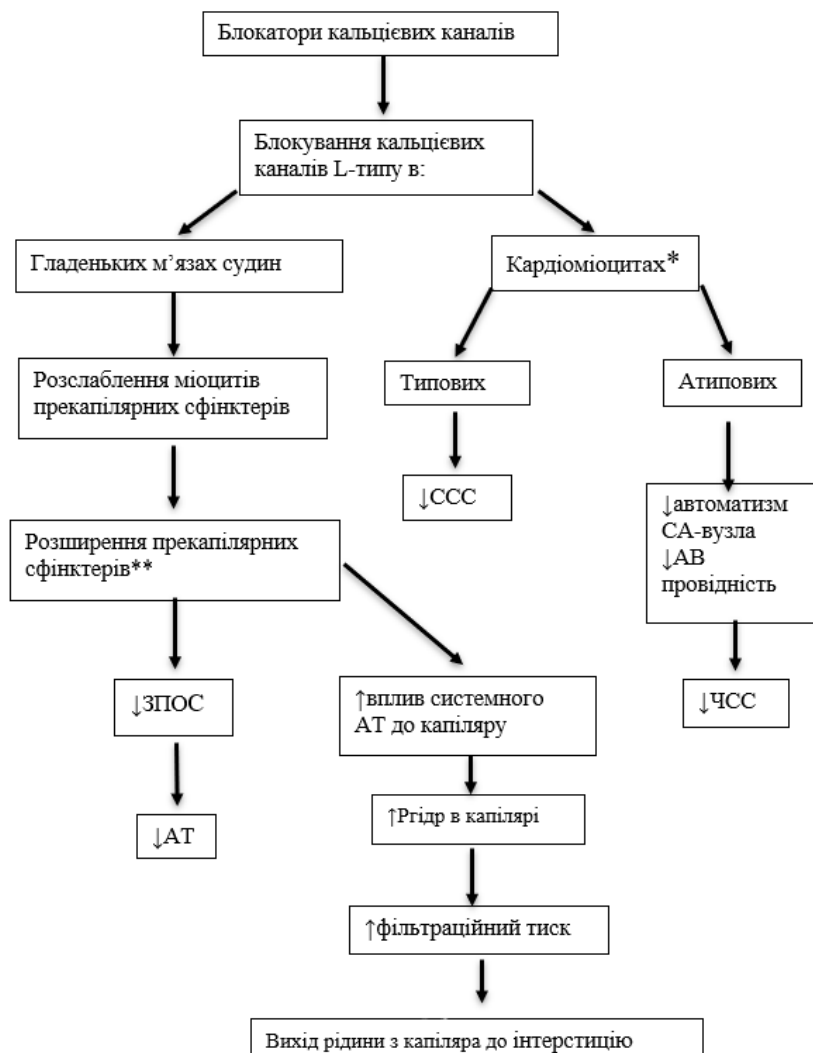 Блокатори кальцієвих каналів
Блокування кальцієвих
каналів L-типу в:
Гладеньких м’язах судин
Кардіоміоцитах*
Розслаблення міоцитів
прекапілярних сфінктерів
Типових
Атипових
↓ССС
↓автоматизм
СА-вузла
↓АВ
провідність
Розширення прекапілярних
сфінктерів**
↓ЗПОС
↑вплив системного
АТ до капіляру
↓ЧСС
↑Pгідр в капілярі
↓АТ
↑фільтраційний тиск
Вихід рідини з капіляра до інтерстицію